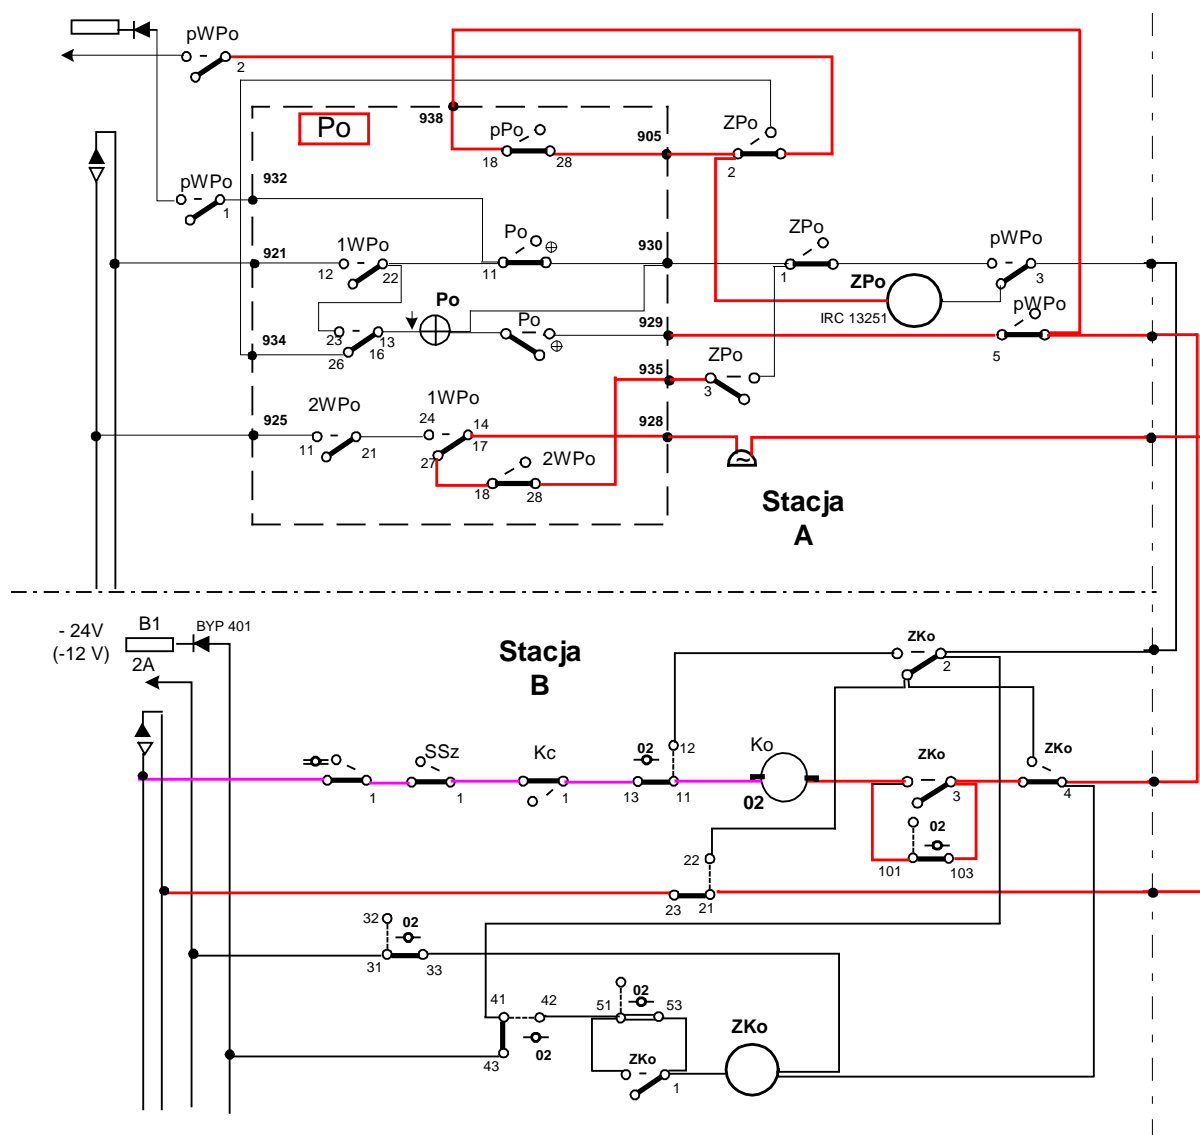 pWPo
2
938
Po
pPo
18
28
905
ZPo
2
pWPo
1
932
921
1WPo
12
22
Po
11
930
ZPo
1
pWPo
3
ZPo
IRC 13251
Po
23
13
16
26
934
Po
929
pWPo
5
935
ZPo
3
925
2WPo
11
21
1WPo
24
14
17
27
928
2WPo
18
28
Stacja
A
- 24V
(-12 V)
B1
2A
BYP 401
Stacja
B
ZKo
2
SSz
Kc
02
12
Ko
ZKo
ZKo
1
1
1
13
11
02
3
4
02
101
103
22
23
21
32
02
31
33
41
42
02
43
51
02
53
ZKo
1
ZKo